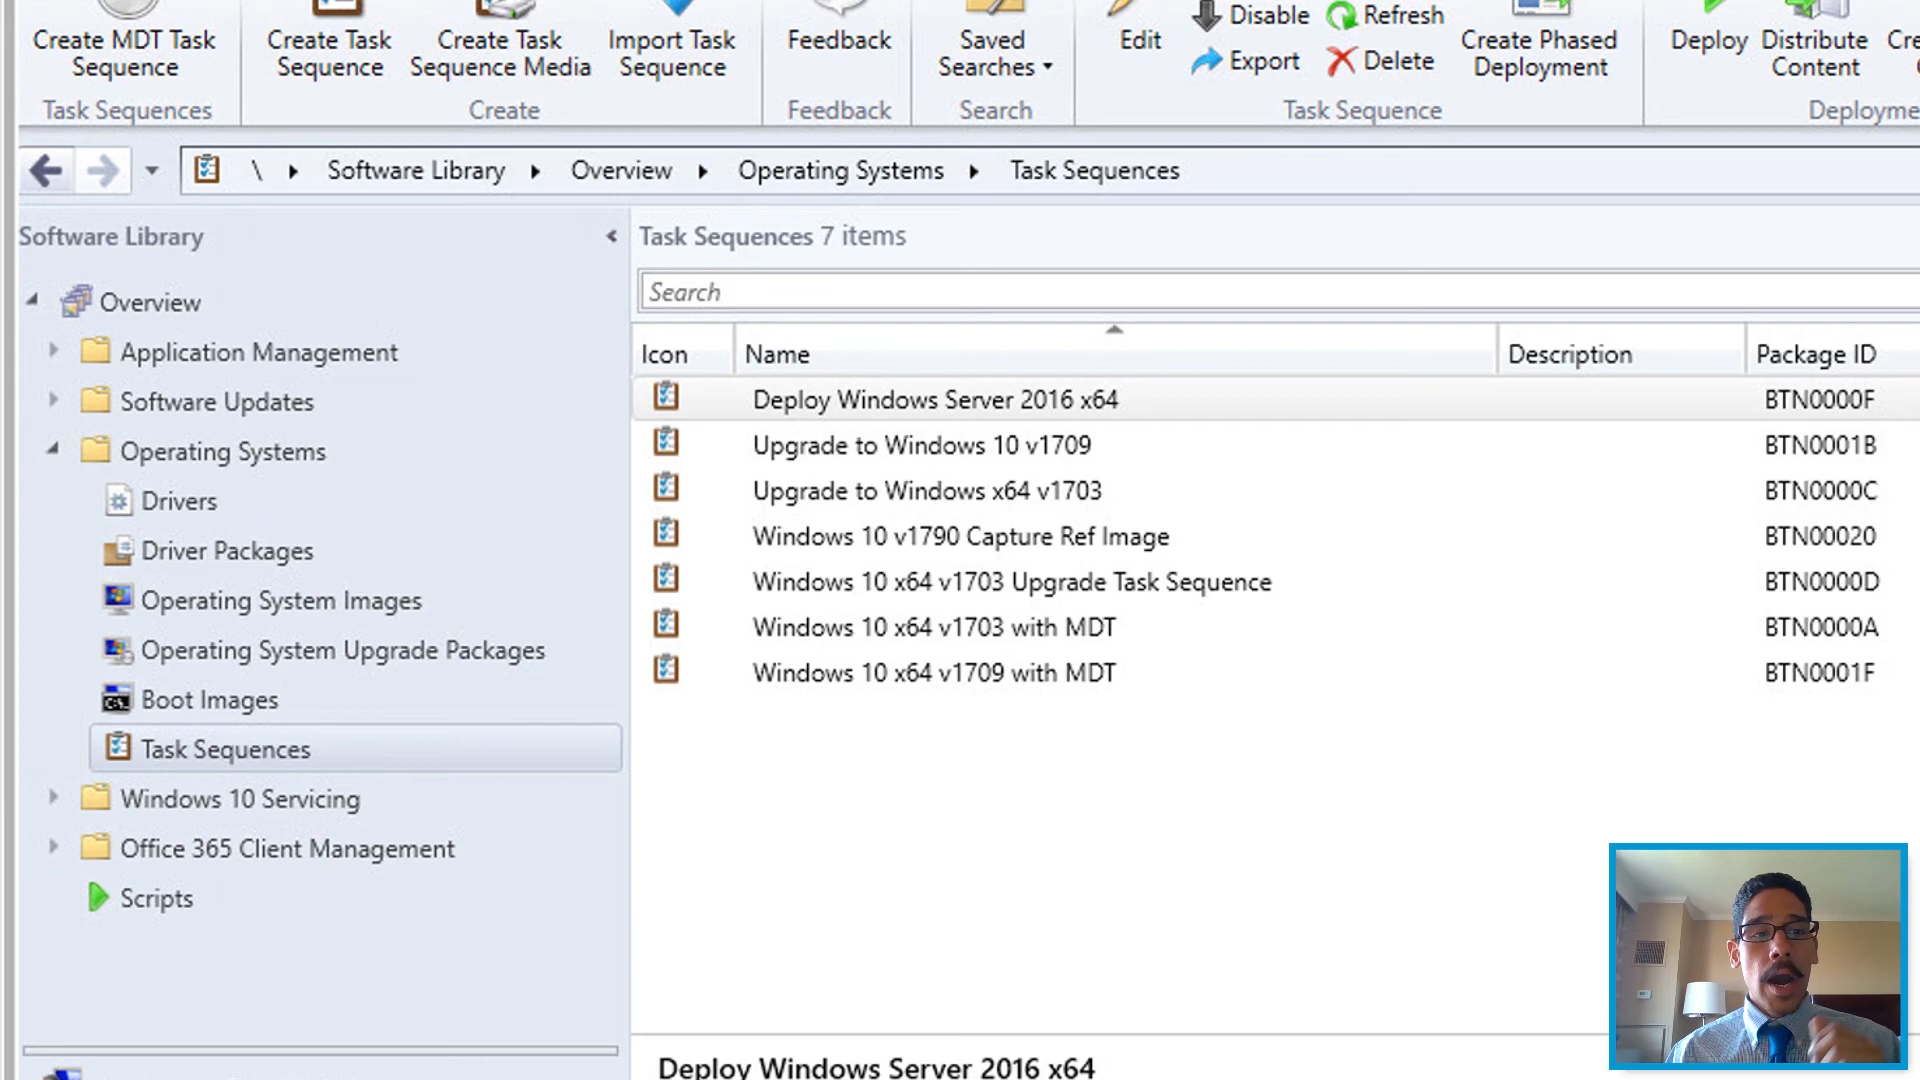 Create MDT Task
Sequence
Create Task
Sequence
Create Task
Sequence Media
Import Task
Sequence
Feedback
Saved
Searches
Edit
Disable
Export
Refresh
Delete
Create Phased
Deployment
Deploy
Distribute
Content
Task Sequences
Create
Feedback
Search
Task Sequence
\ Software Library Overview Operating Systems Task Sequences
Software Library
Overview
Application Management
Software Updates
Operating Systems
Drivers
Driver Packages
Operating System Images
Operating System Upgrade Packages
Boot Images
Task Sequences
Windows 10 Servicing
Office 365 Client Management
Scripts
Task Sequences 7 items
Search
Icon Name Description Package ID
Deploy Windows Server 2016 x64 BTN0000F
Upgrade to Windows 10 v1709 BTN0001B
Upgrade to Windows x64 v1703 BTN0000C
Windows 10 v1790 Capture Ref Image BTN00020
Windows 10 x64 v1703 Upgrade Task Sequence BTN0000D
Windows 10 x64 v1703 with MDT BTN0000A
Windows 10 x64 v1709 with MDT BTN0001F
Deploy Windows Server 2016 x64